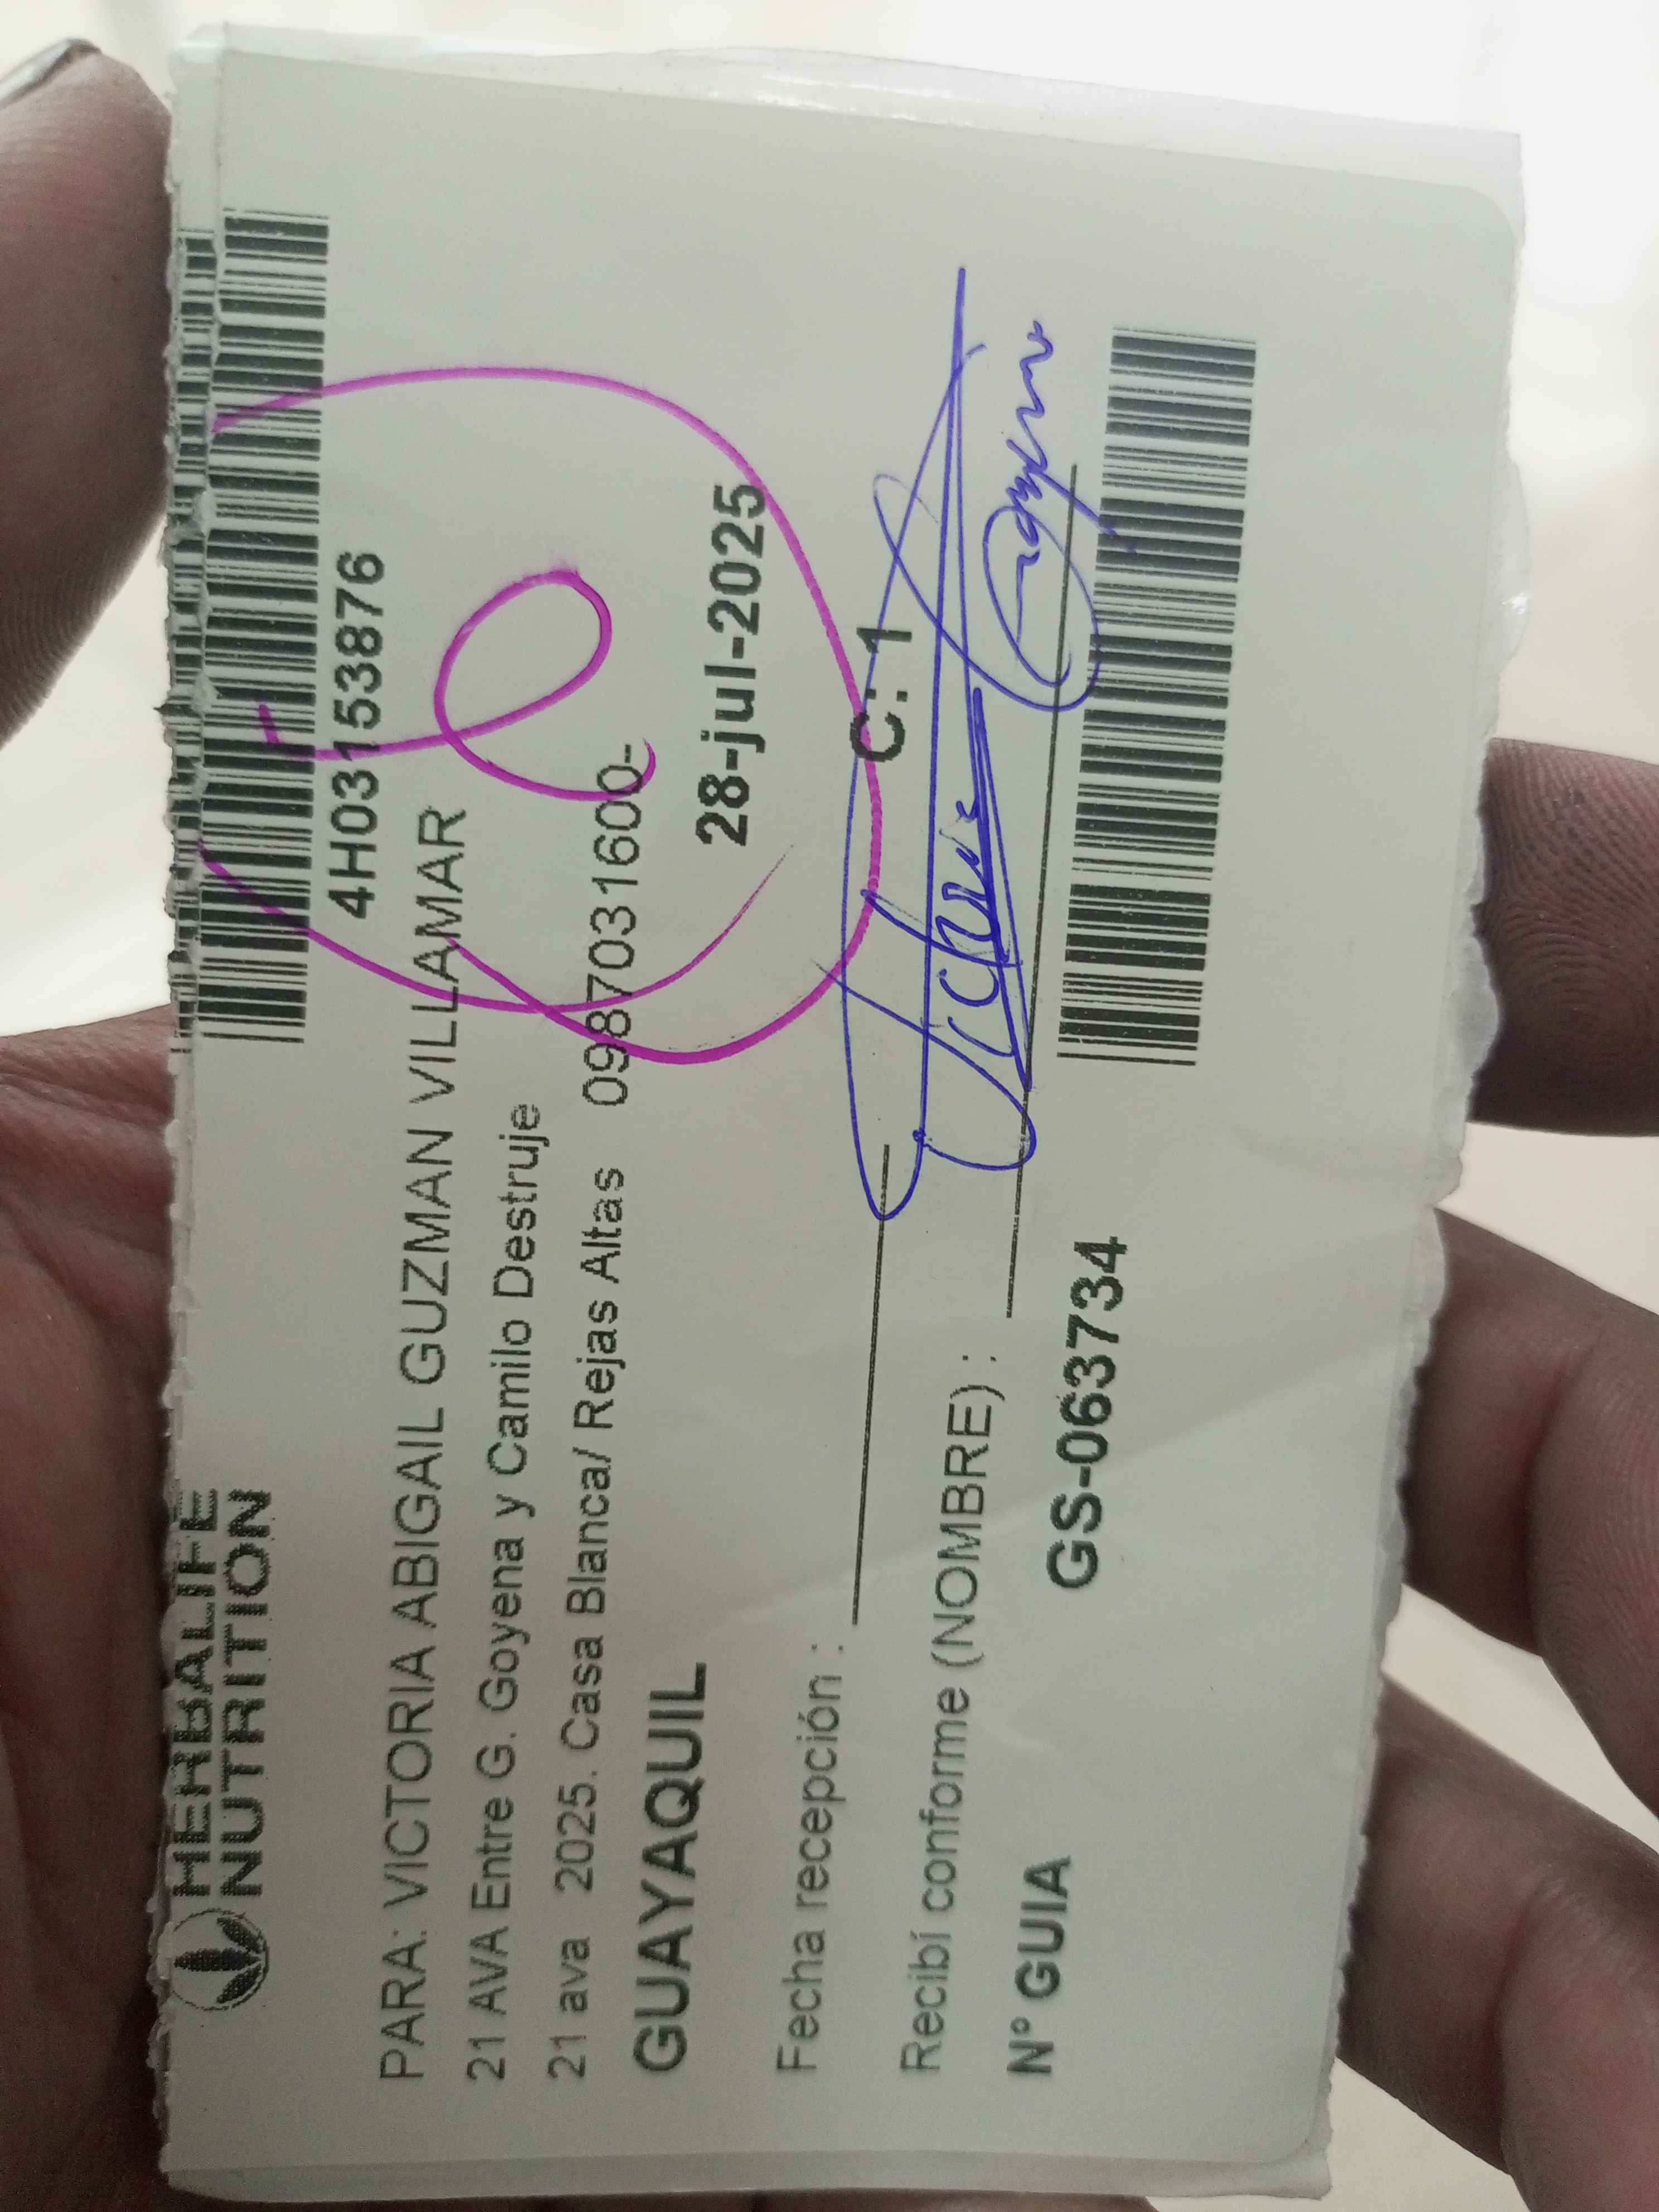 HERBALIFE
NUTRITION
4H03153876
PARA: VICTORIA ABIGAIL GUZMAN VILLAMAR
21 AVA Entre G. Goyena y Camilo Destruje
21 ava 2025. Casa Blanca/ Rejas Altas 0987031600-
GUAYAQUIL 28-jul-2025
Fecha recepción : C: 1
Recibí conforme (NOMBRE) :
Nº GUIA GS-063734